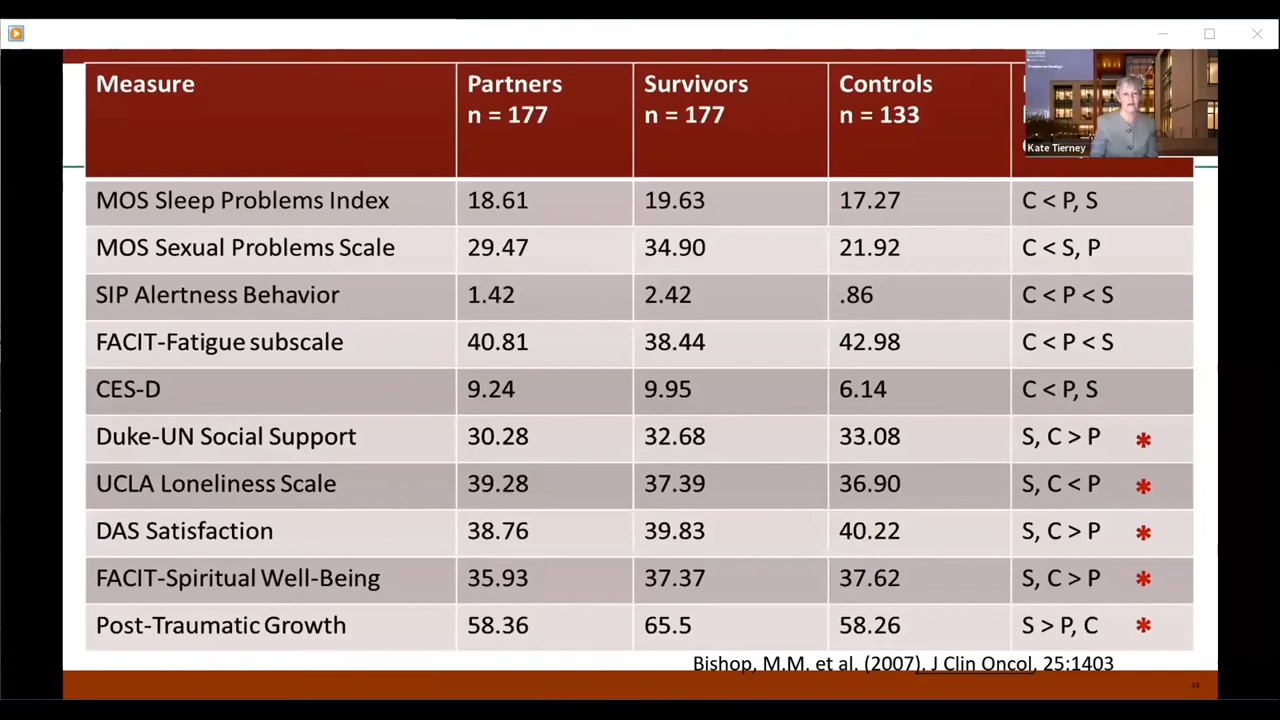 Measure Partners n = 177 Survivors n = 177 Controls n = 133
Kate Tierney
MOS Sleep Problems Index 18.61 19.63 17.27 C < P, S
MOS Sexual Problems Scale 29.47 34.90 21.92 C < S, P
SIP Alertness Behavior 1.42 2.42 .86 C < P < S
FACIT-Fatigue subscale 40.81 38.44 42.98 C < P < S
CES-D 9.24 9.95 6.14 C < P, S
Duke-UN Social Support 30.28 32.68 33.08 S, C > P *
UCLA Loneliness Scale 39.28 37.39 36.90 S, C < P *
DAS Satisfaction 38.76 39.83 40.22 S, C > P *
FACIT-Spiritual Well-Being 35.93 37.37 37.62 S, C > P *
Post-Traumatic Growth 58.36 65.5 58.26 S > P, C *
Bishop, M.M. et al. (2007). J Clin Oncol, 25:1403
34